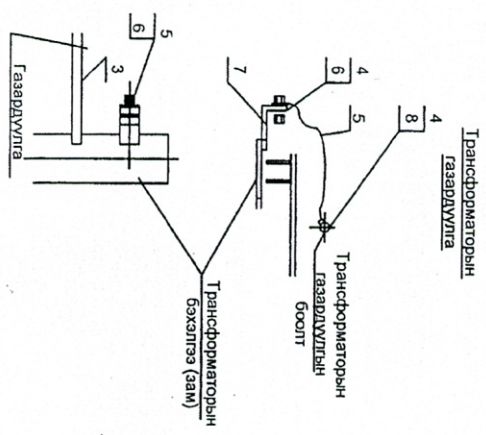 Трансформаторын
газардуулга
4
8
5
4
6
7
Трансформаторын
газардуулгын
боолт
5
6
3
Газардуулга
Трансформаторын
бэхэлгээ (зам)